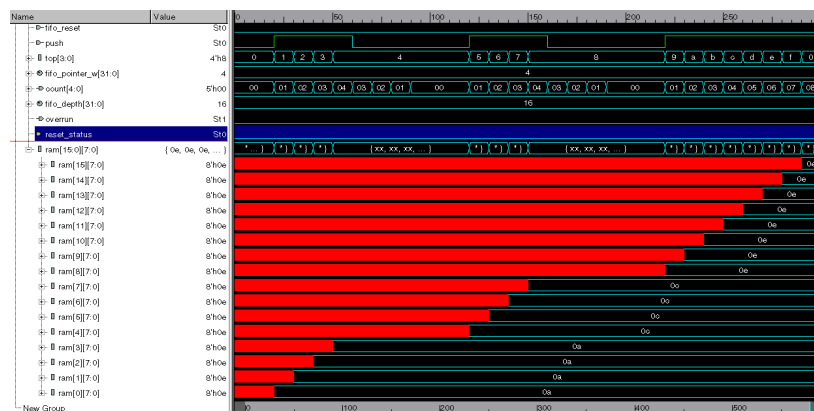 Name Value 0 |50 |100 |150 |200 |250
fifo_reset St0
push St0
top[3:0] 4'h8 0 1 2 3 4 5 6 7 8 9 a b c d e f 0
fifo_pointer_w[31:0] 4 4
count[4:0] 5'h00 00 01 02 03 04 03 02 01 00 01 02 03 04 03 02 01 00 01 02 03 04 05 06 07 08
fifo_depth[31:0] 16 16
overrun St1
reset_status St0
ram[15:0][7:0] { 0e, 0e, 0e, ... } *... } *} *} *} { xx, xx, xx, ... } *} *} *} { xx, xx, xx, ... } *} *} *} *} *} *} *}
ram[15][7:0] 8'h0e 0e
ram[14][7:0] 8'h0e 0e
ram[13][7:0] 8'h0e 0e
ram[12][7:0] 8'h0e 0e
ram[11][7:0] 8'h0e 0e
ram[10][7:0] 8'h0e 0e
ram[9][7:0] 8'h0e 0e
ram[8][7:0] 8'h0e 0e
ram[7][7:0] 8'h0e 0c
ram[6][7:0] 8'h0e 0c
ram[5][7:0] 8'h0e 0c
ram[4][7:0] 8'h0e 0c
ram[3][7:0] 8'h0e 0a
ram[2][7:0] 8'h0e 0a
ram[1][7:0] 8'h0e 0a
ram[0][7:0] 8'h0e 0a
New Group 0 |100 |200 |300 |400 |500